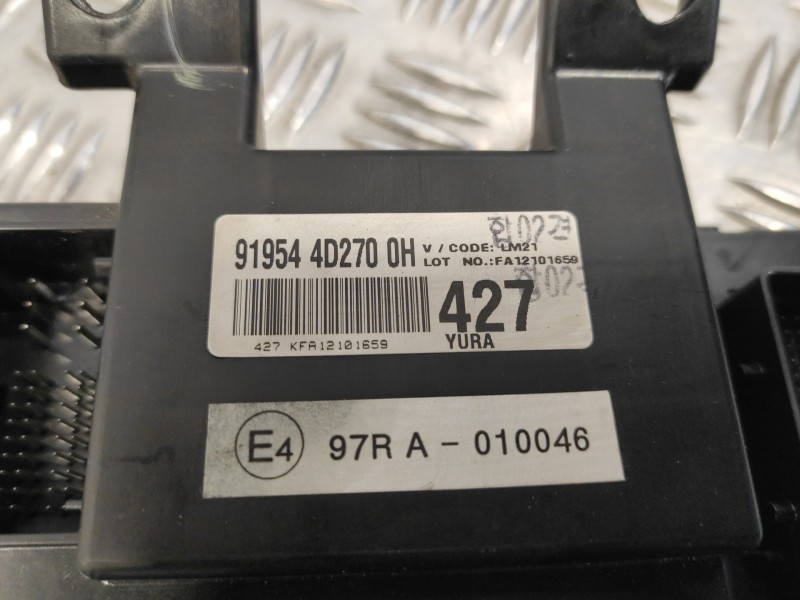 91954 4D270 0H V / CODE: LM21
LOT NO.:FA12101659
427
427 KFA12101659
YURA
E4 97R A - 010046